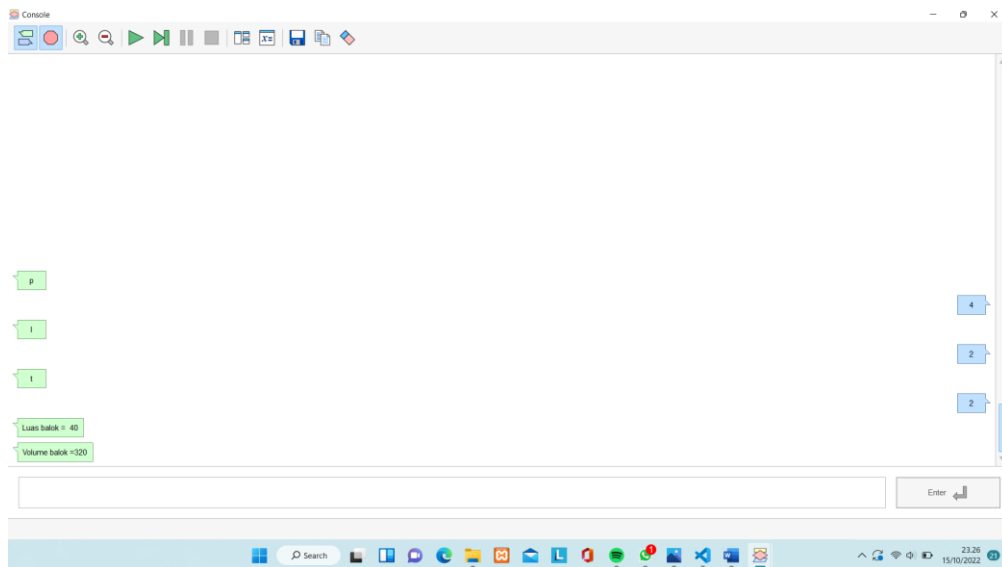 Console
p
4
l
2
t
2
Luas balok = 40
Volume balok =320
Enter
Search
23.26
15/10/2022